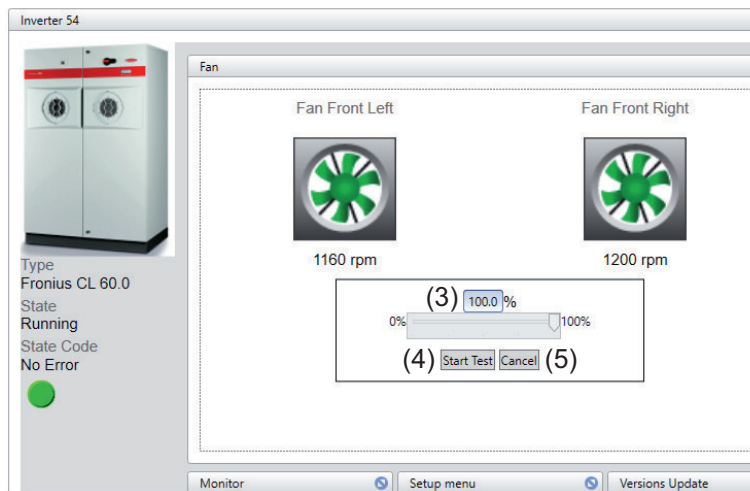 Inverter 54
Fan
Fan Front Left
Fan Front Right
1160 rpm
1200 rpm
(3) 100.0 %
0% 100%
(4) Start Test Cancel (5)
Type
Fronius CL 60.0
State
Running
State Code
No Error
Monitor
Setup menu
Versions Update